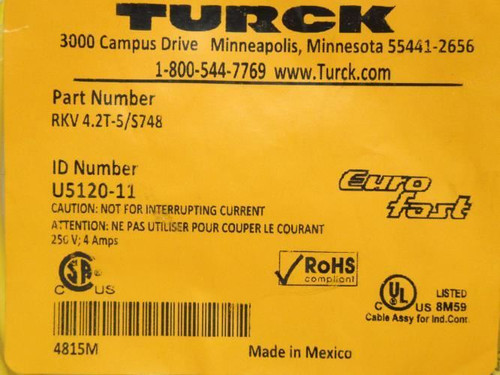 TURCK
3000 Campus Drive Minneapolis, Minnesota 55441-2656
1-800-544-7769 www.Turck.com
Part Number
RKV 4.2T-5/S748
ID Number
U5120-11
CAUTION: NOT FOR INTERRUPTING CURRENT
ATTENTION: NE PAS UTILISER POUR COUPER LE COURANT
250 V; 4 Amps
Euro
fast
C SA US
RoHS
compliant
C UL US LISTED
8M59
Cable Assy for Ind.Cont.
4815M
Made in Mexico